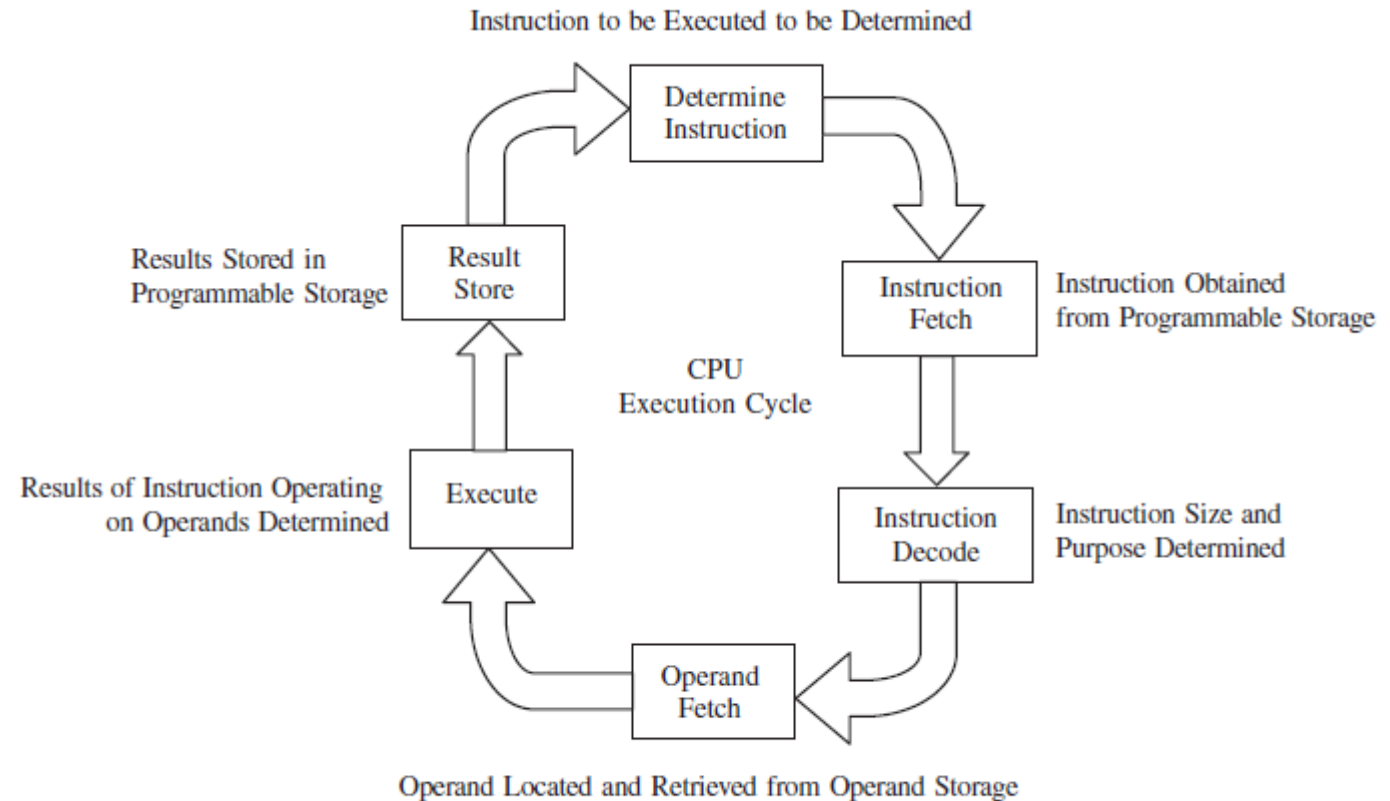 Instruction to be Executed to be Determined
Determine
Instruction
Instruction
Fetch
Instruction Obtained
from Programmable Storage
Instruction
Decode
Instruction Size and
Purpose Determined
Operand
Fetch
Operand Located and Retrieved from Operand Storage
Execute
Results of Instruction Operating
on Operands Determined
Result
Store
Results Stored in
Programmable Storage
CPU
Execution Cycle